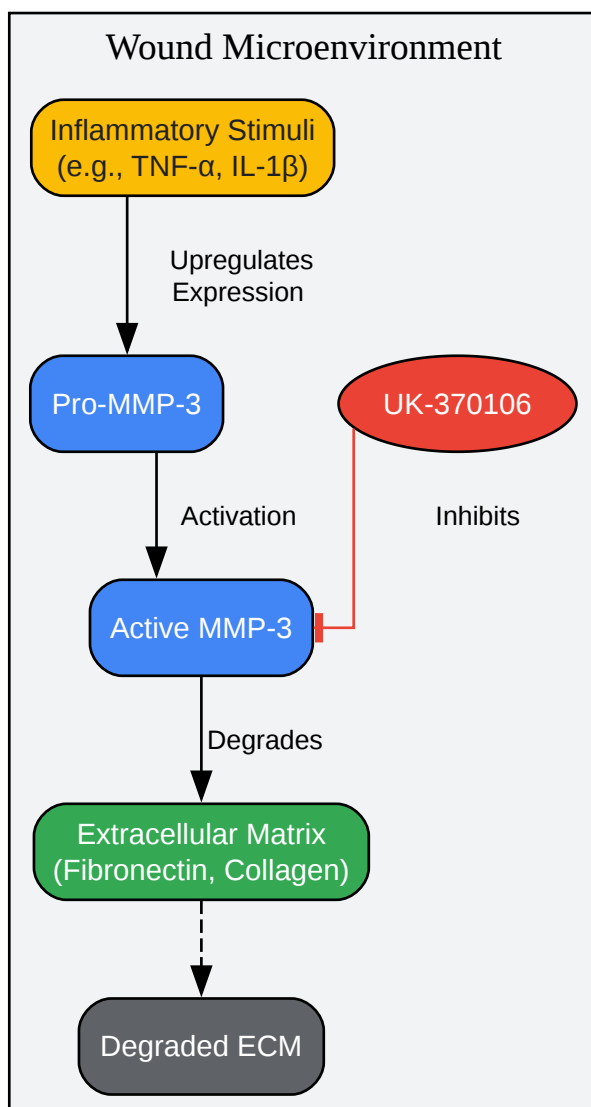 Wound Microenvironment
Inflammatory Stimuli
(e.g., TNF-α, IL-1β)
Upregulates
Expression
Pro-MMP-3
UK-370106
Activation
Inhibits
Active MMP-3
Degrades
Extracellular Matrix
(Fibronectin, Collagen)
Degraded ECM